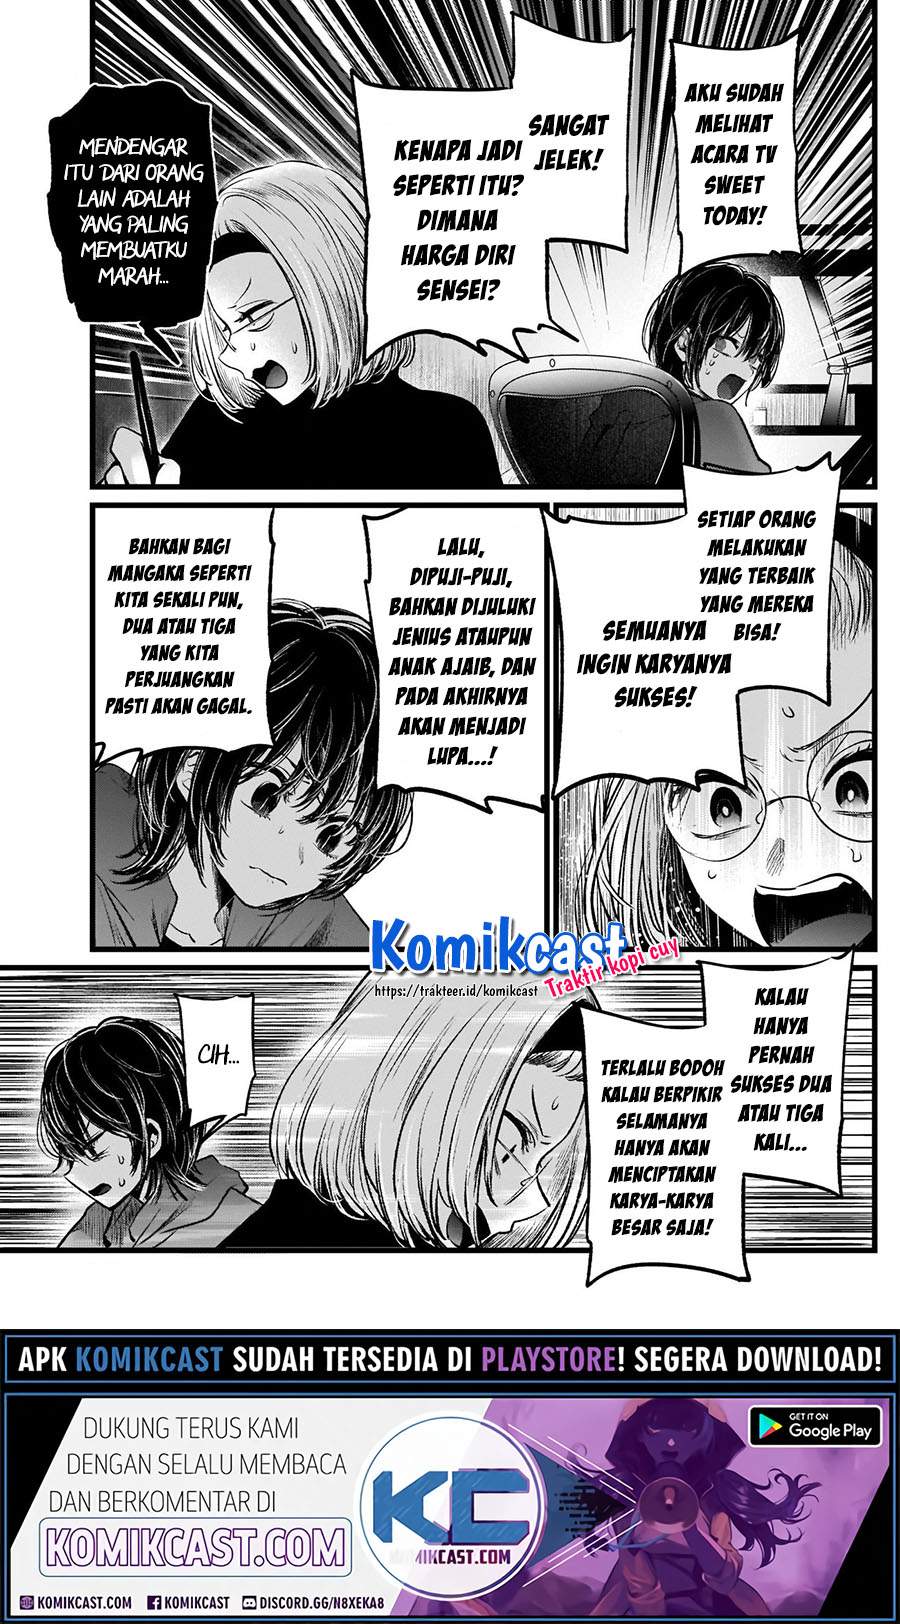 AKU SUDAH
MELIHAT
ACARA TV
SWEET
TODAY!
SANGAT
JELEK!
KENAPA JADI
SEPERTI ITU?
DIMANA
HARGA DIRI
SENSEI?
MENDENGAR
ITU DARI ORANG
LAIN ADALAH
YANG PALING
MEMBUATKU
MARAH...
SETIAP ORANG
MELAKUKAN
YANG TERBAIK
YANG MEREKA
BISA!
SEMUANYA
INGIN KARYANYA
SUKSES!
LALU,
DIPUJI-PUJI,
BAHKAN DIJULUKI
JENIUS ATAUPUN
ANAK AJAIB, DAN
PADA AKHIRNYA
AKAN MENJADI
LUPA....!
BAHKAN BAGI
MANGAKA SEPERTI
KITA SEKALI PUN,
DUA ATAU TIGA
YANG KITA
PERJUANGKAN
PASTI AKAN GAGAL.
Komikcast
Traktir kopi cuy
https://trakteer.id/komikcast
KALAU
HANYA
PERNAH
SUKSES DUA
ATAU TIGA
KALI...
TERLALU BODOH
KALAU BERPIKIR
SELAMANYA
HANYA AKAN
MENCIPTAKAN
KARYA-KARYA
BESAR SAJA!
CIH...
APK KOMIKCAST SUDAH TERSEDIA DI PLAYSTORE! SEGERA DOWNLOAD!
DUKUNG TERUS KAMI
DENGAN SELALU MEMBACA
DAN BERKOMENTAR DI
KOMIKCAST.COM
KC
KOMIKCAST.COM
GET IT ON
Google Play
KOMIKCAST.COM
KOMIKCAST.COM
DISCORD.GG/N8XEKA8